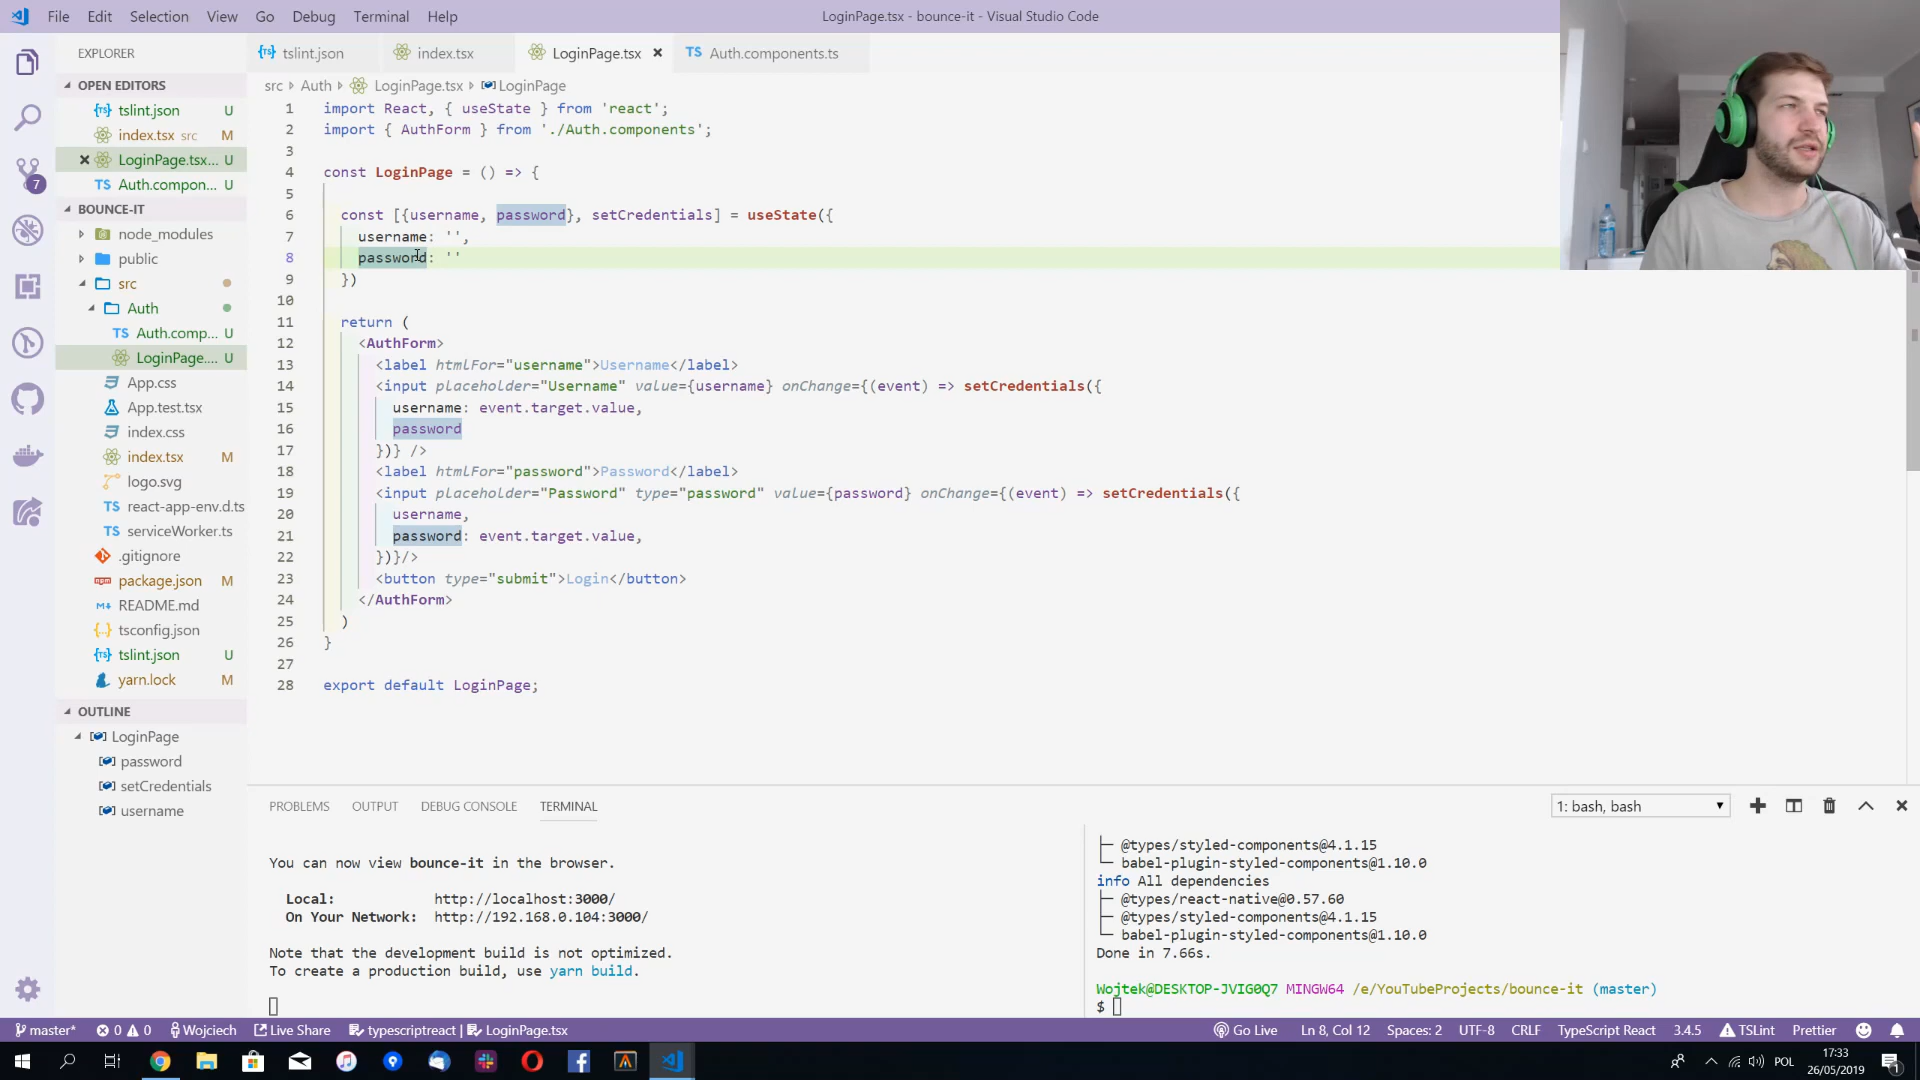 File Edit Selection View Go Debug Terminal Help
LoginPage.tsx - bounce-it - Visual Studio Code
EXPLORER
tslint.json
index.tsx
LoginPage.tsx
TS Auth.components.ts
OPEN EDITORS
tslint.json U
index.tsx src M
LoginPage.tsx... U
TS Auth.compon... U
BOUNCE-IT
node_modules
public
src
Auth
TS Auth.comp... U
LoginPage.... U
App.css
App.test.tsx
index.css
index.tsx M
logo.svg
react-app-env.d.ts
serviceWorker.ts
.gitignore
package.json M
README.md
tsconfig.json
tslint.json U
yarn.lock M
OUTLINE
LoginPage
password
setCredentials
username
7
src Auth LoginPage.tsx LoginPage
1 import React, { useState } from 'react';
2 import { AuthForm } from './Auth.components';
3
4 const LoginPage = () => {
5
6 const [{username, password}, setCredentials] = useState({
7 username: '',
8 password: ''
9 })
10
11 return (
12 <AuthForm>
13 <label htmlFor="username">Username</label>
14 <input placeholder="Username" value={username} onChange={(event) => setCredentials({
15 username: event.target.value,
16 password
17 })} />
18 <label htmlFor="password">Password</label>
19 <input placeholder="Password" type="password" value={password} onChange={(event) => setCredentials({
20 username,
21 password: event.target.value,
22 })}/>
23 <button type="submit">Login</button>
24 </AuthForm>
25 )
26 }
27
28 export default LoginPage;
PROBLEMS OUTPUT DEBUG CONSOLE TERMINAL
1: bash, bash
You can now view bounce-it in the browser.
Local: http://localhost:3000/
On Your Network: http://192.168.0.104:3000/
Note that the development build is not optimized.
To create a production build, use yarn build.
├─ @types/styled-components@4.1.15
└─ babel-plugin-styled-components@1.10.0
info All dependencies
├─ @types/react-native@0.57.60
├─ @types/styled-components@4.1.15
└─ babel-plugin-styled-components@1.10.0
Done in 7.66s.
Wojtek@DESKTOP-JVIG0Q7 MINGW64 /e/YouTubeProjects/bounce-it (master)
$
master* 0 0 Wojciech Live Share typescriptreact | LoginPage.tsx
Go Live Ln 8, Col 12 Spaces: 2 UTF-8 CRLF TypeScript React 3.4.5 TSLint Prettier
POL
17:33
26/05/2019
1